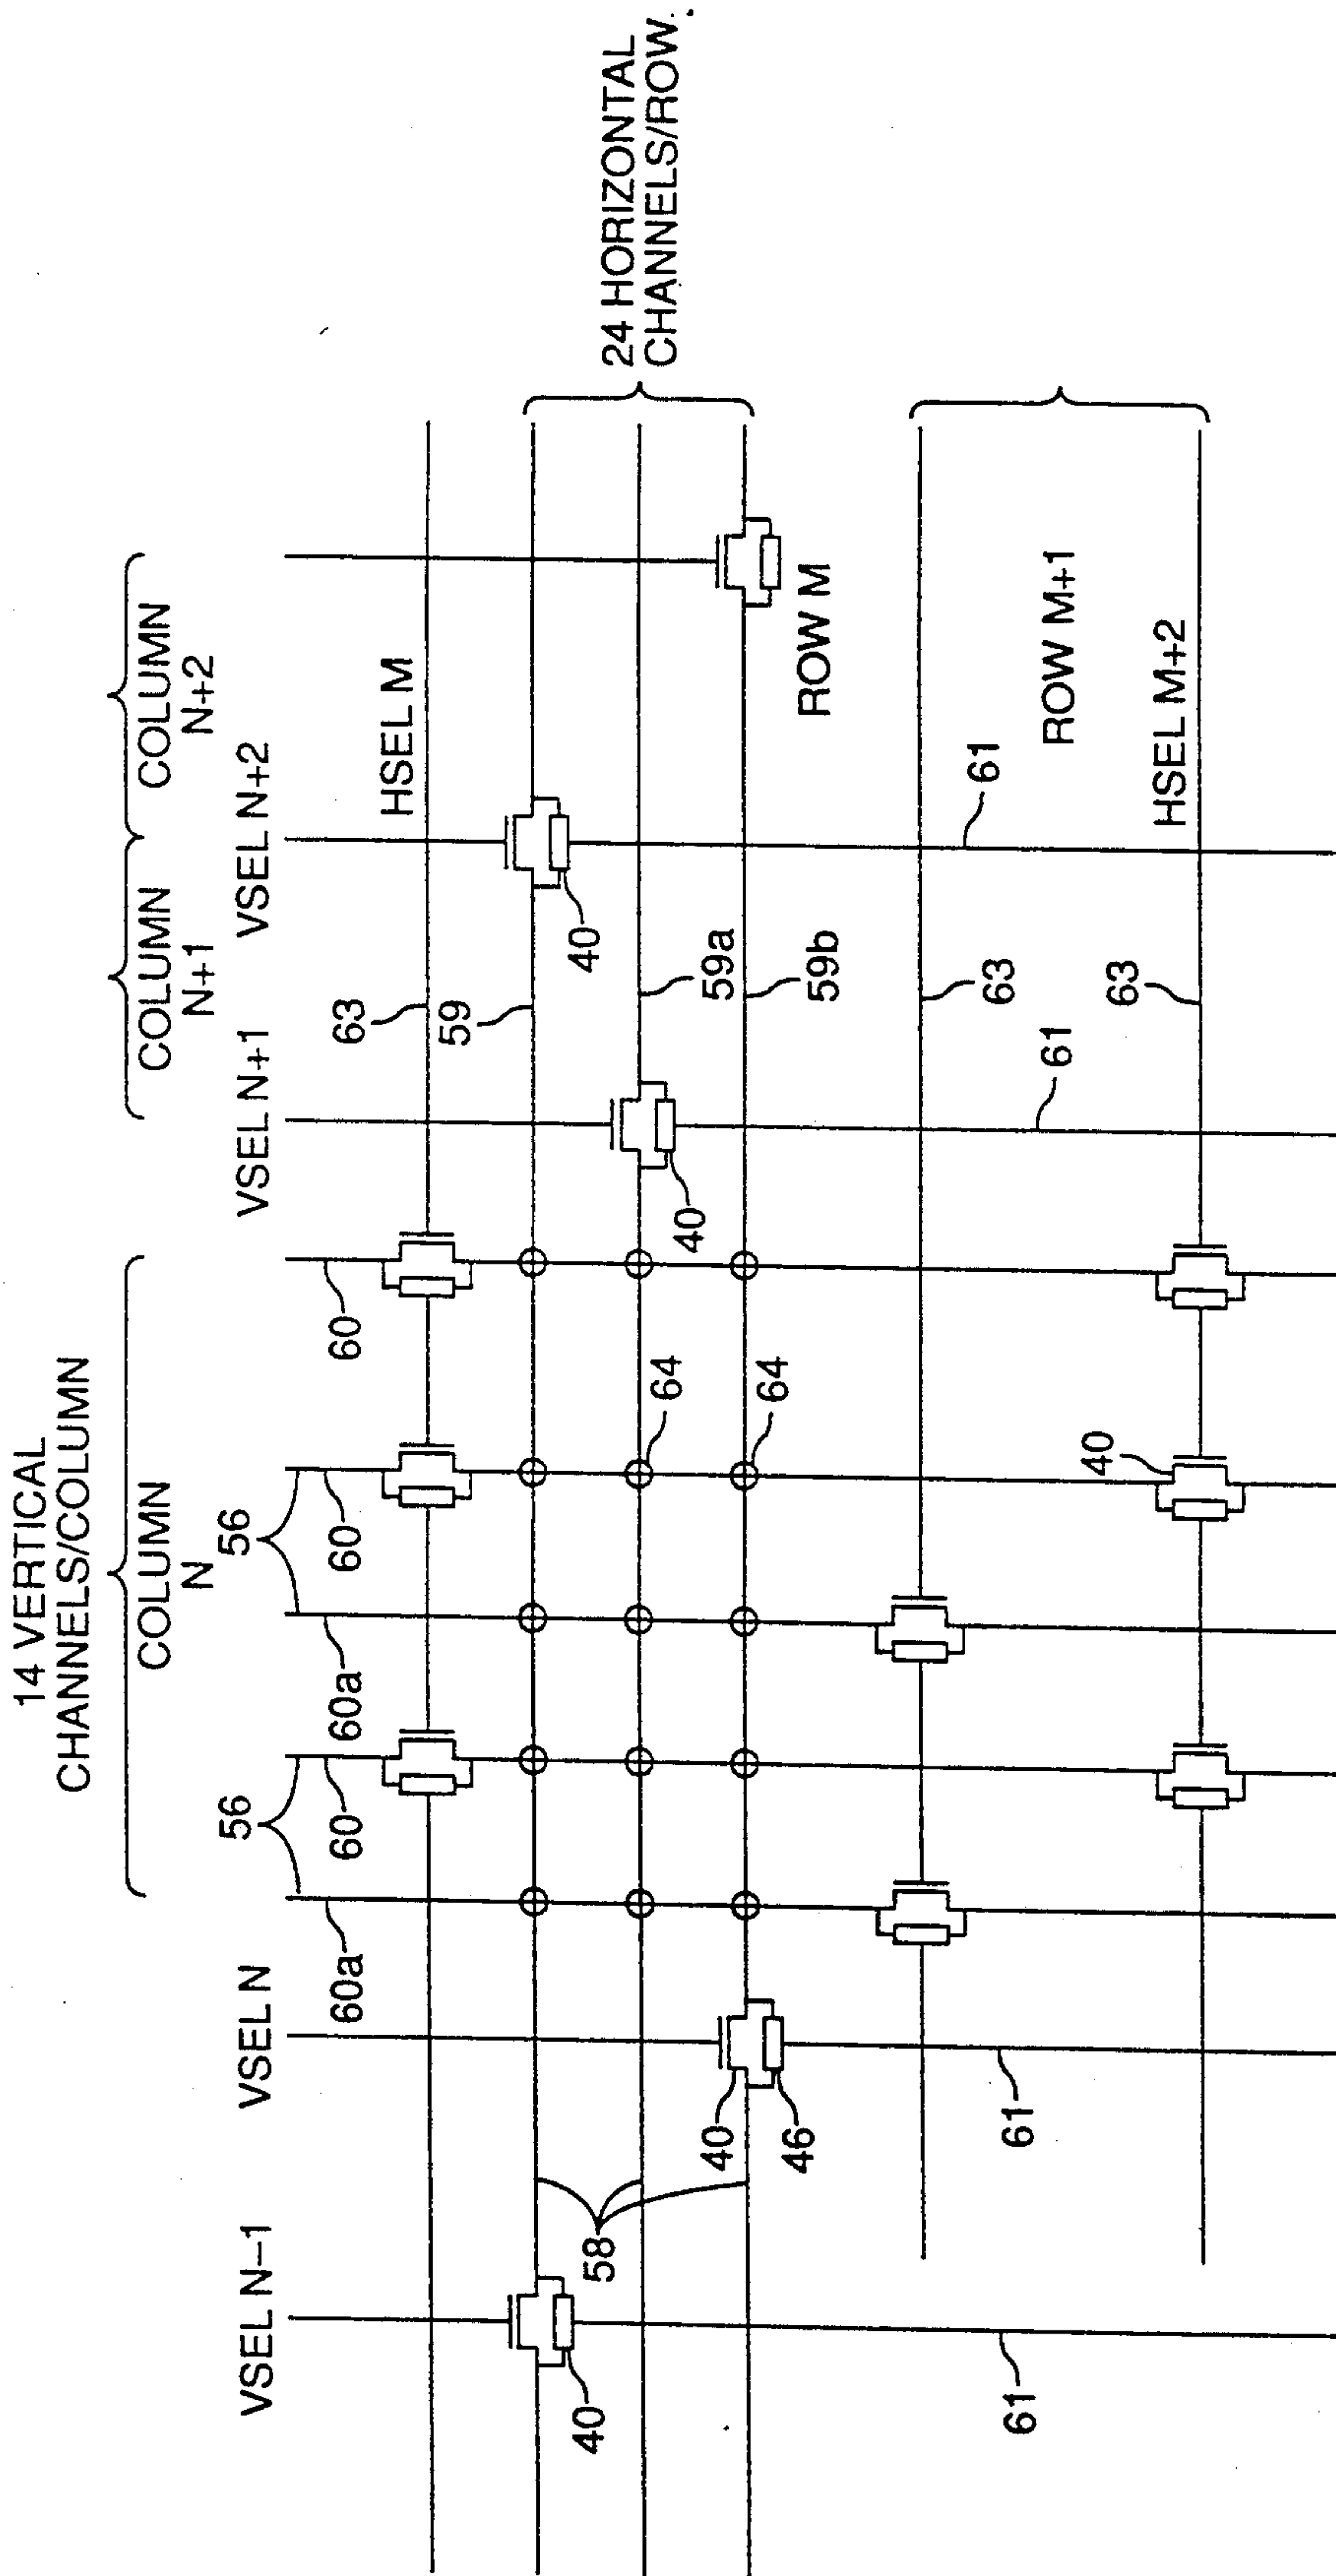 14 VERTICAL
CHANNELS/COLUMN
COLUMN
N
COLUMN
N+1
COLUMN
N+2
VSEL N-1
VSEL N
VSEL N+1
VSEL N+2
56
56
60a
60
60a
60
60
63
HSEL M
59
24 HORIZONTAL
CHANNELS/ROW.
40
58
40
46
64
64
40
40
59a
59b
ROW M
61
61
61
61
63
ROW M+1
40
63
HSEL M+2